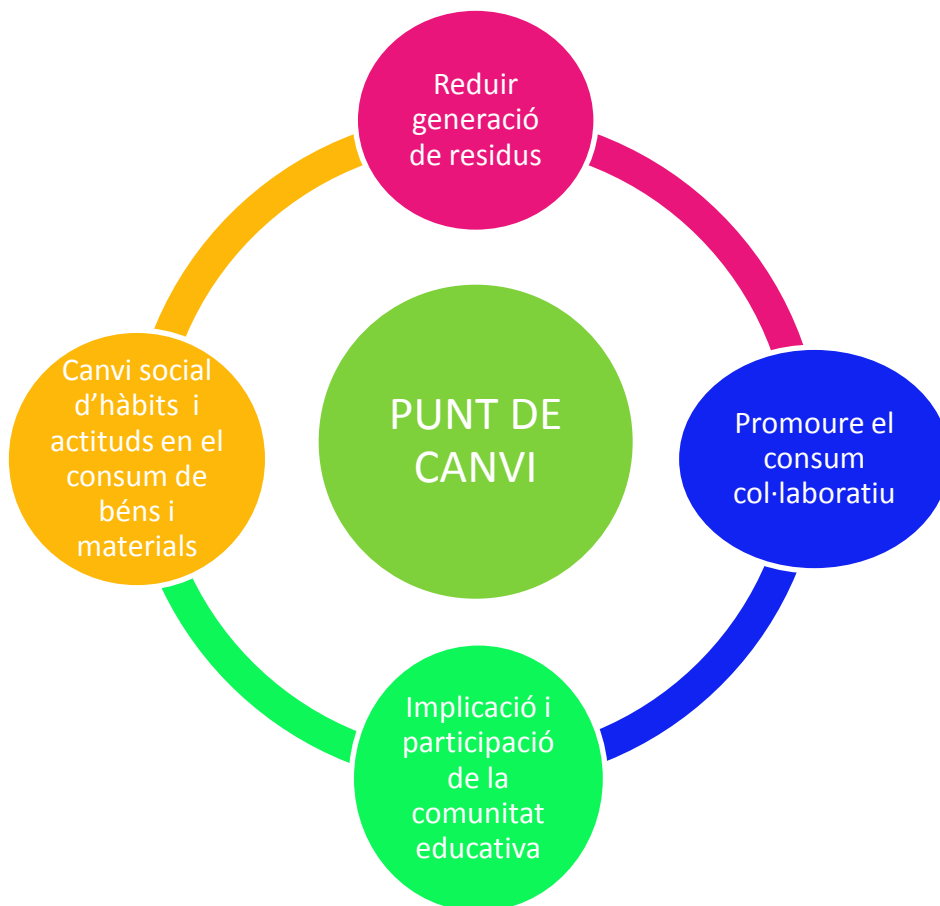 Reduir
generació
de residus
Canvi social
d’hàbits i
actituds en el
consum de
béns i
materials
PUNT DE
CANVI
Promoure el
consum
col·laboratiu
Implicació i
participació
de la
comunitat
educativa